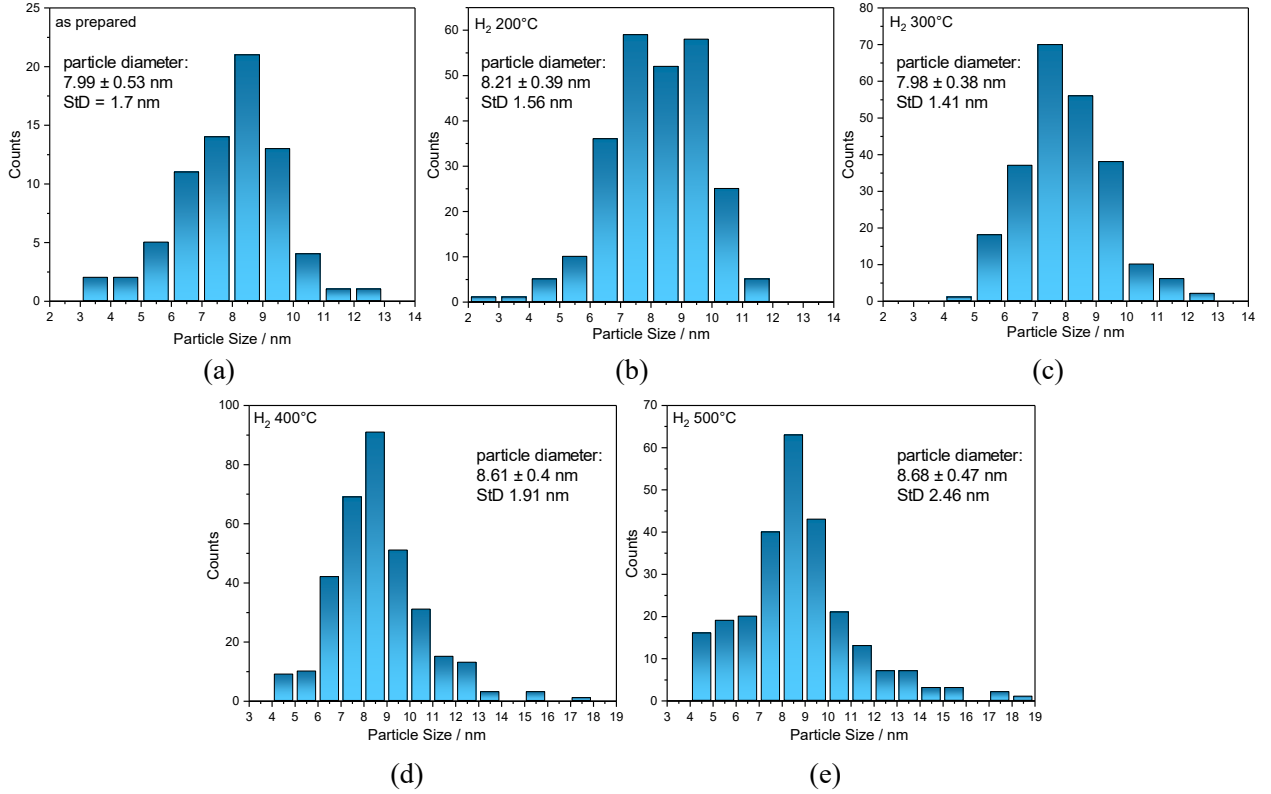 as prepared
particle diameter:
7.99 ± 0.53 nm
StD = 1.7 nm
Counts
25
20
15
10
5
0
2 3 4 5 6 7 8 9 10 11 12 13 14
Particle Size / nm
(a)
H₂ 200°C
particle diameter:
8.21 ± 0.39 nm
StD 1.56 nm
Counts
60
50
40
30
20
10
0
2 3 4 5 6 7 8 9 10 11 12 13 14
Particle Size / nm
(b)
H₂ 300°C
particle diameter:
7.98 ± 0.38 nm
StD 1.41 nm
Counts
80
70
60
50
40
30
20
10
0
2 3 4 5 6 7 8 9 10 11 12 13 14
Particle Size / nm
(c)
H₂ 400°C
particle diameter:
8.61 ± 0.4 nm
StD 1.91 nm
Counts
100
80
60
40
20
0
3 4 5 6 7 8 9 10 11 12 13 14 15 16 17 18 19
Particle Size / nm
(d)
H₂ 500°C
particle diameter:
8.68 ± 0.47 nm
StD 2.46 nm
Counts
70
60
50
40
30
20
10
0
3 4 5 6 7 8 9 10 11 12 13 14 15 16 17 18 19
Particle Size / nm
(e)